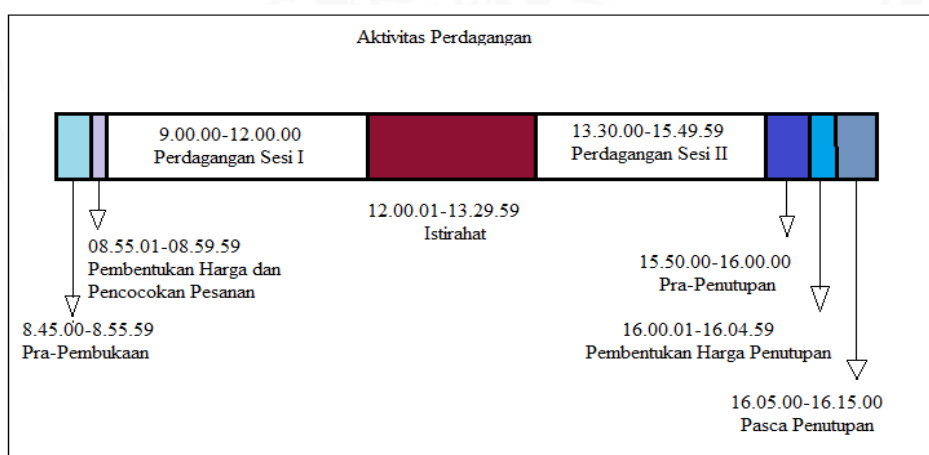 Aktivitas Perdagangan
9.00.00-12.00.00
Perdagangan Sesi I
13.30.00-15.49.59
Perdagangan Sesi II
12.00.01-13.29.59
Istirahat
08.55.01-08.59.59
Pembentukan Harga dan
Pencocokan Pesanan
15.50.00-16.00.00
Pra-Penutupan
8.45.00-8.55.59
Pra-Pembukaan
16.00.01-16.04.59
Pembentukan Harga Penutupan
16.05.00-16.15.00
Pasca Penutupan